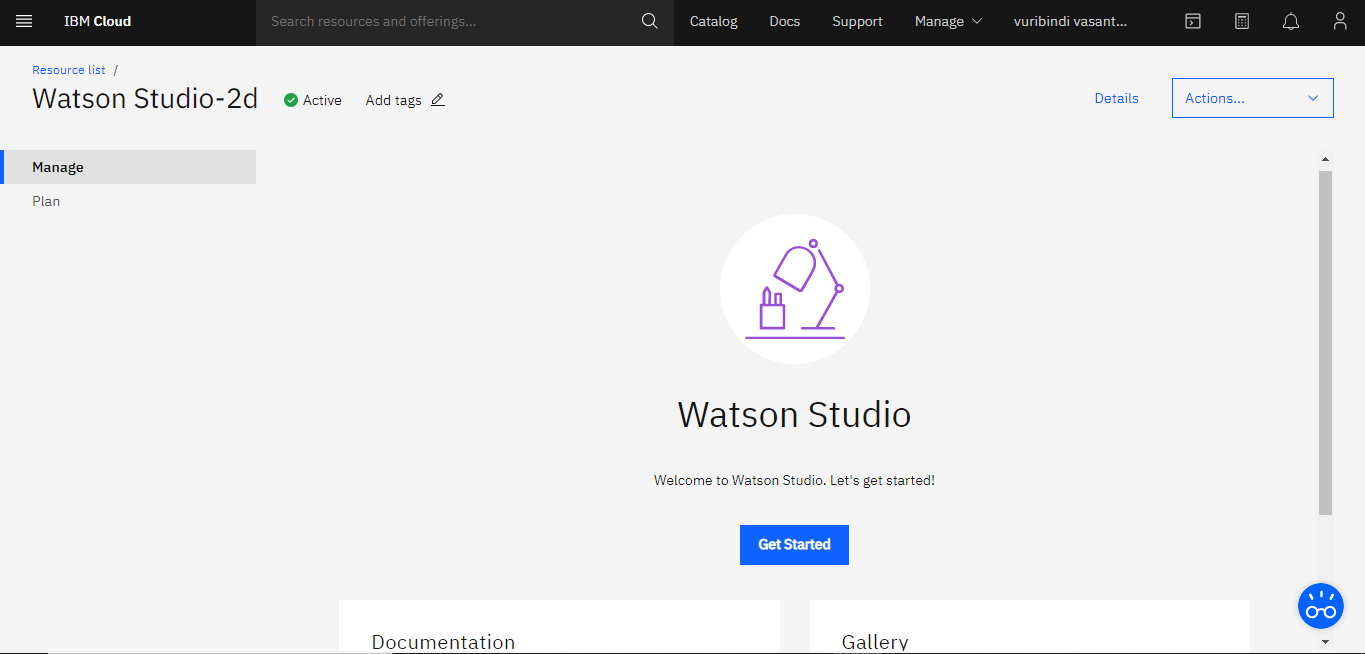 IBM Cloud
Search resources and offerings...
Catalog
Docs
Support
Manage
vuribindi vasant...
Resource list /
Watson Studio-2d
Active
Add tags
Details
Actions...
Manage
Plan
Watson Studio
Welcome to Watson Studio. Let's get started!
Get Started
Documentation
Gallery